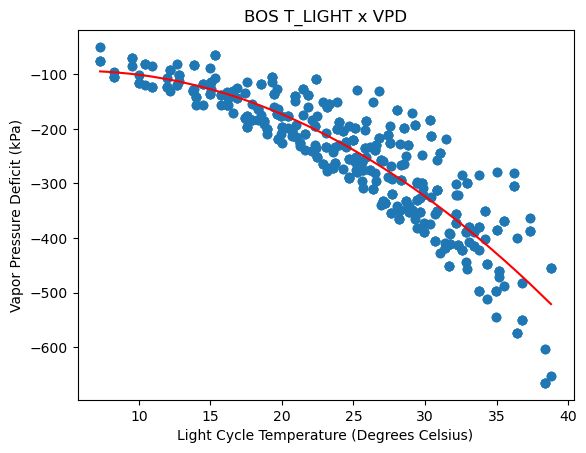 BOS T_LIGHT x VPD
−100
−200
−300
−400
−500
−600
Vapor Pressure Deficit (kPa)
10 15 20 25 30 35 40
Light Cycle Temperature (Degrees Celsius)